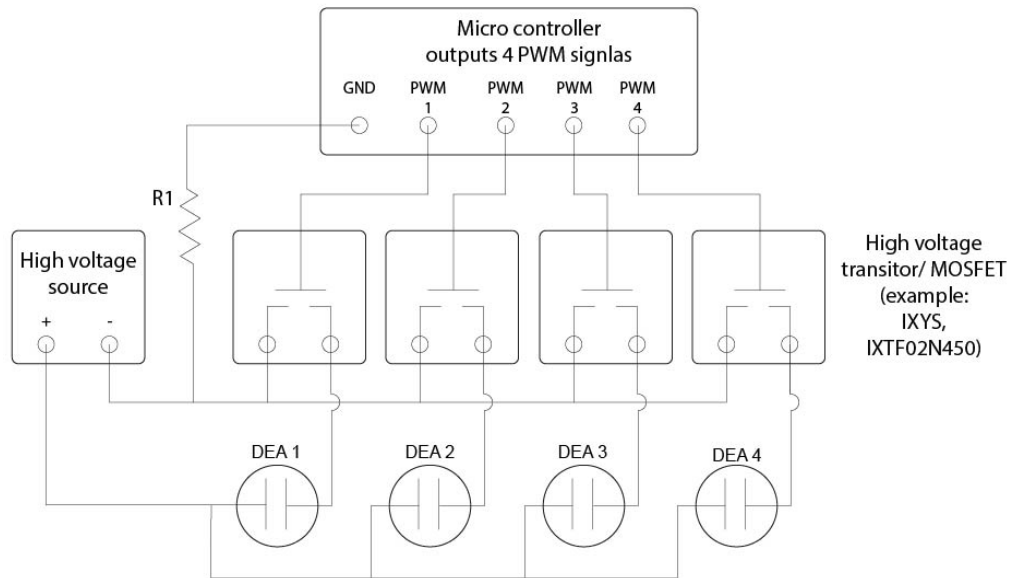 Micro controller
outputs 4 PWM signlas
GND
PWM
1
PWM
2
PWM
3
PWM
4
R1
High voltage
source
+
-
High voltage
transitor/ MOSFET
(example:
IXYS,
IXTF02N450)
DEA 1
DEA 2
DEA 3
DEA 4